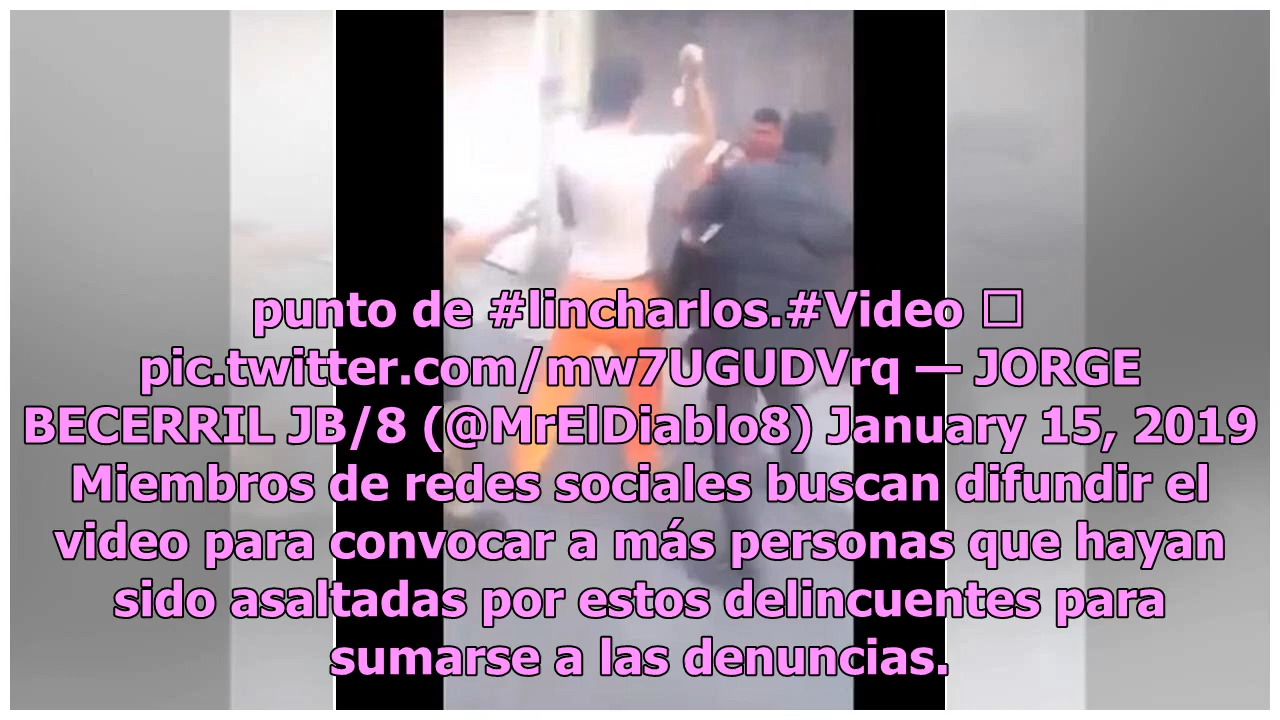 punto de #lincharlos.#Video □
pic.twitter.com/mw7UGUDVrq — JORGE
BECERRIL JB/8 (@MrElDiablo8) January 15, 2019
Miembros de redes sociales buscan difundir el
video para convocar a más personas que hayan
sido asaltadas por estos delincuentes para
sumarse a las denuncias.